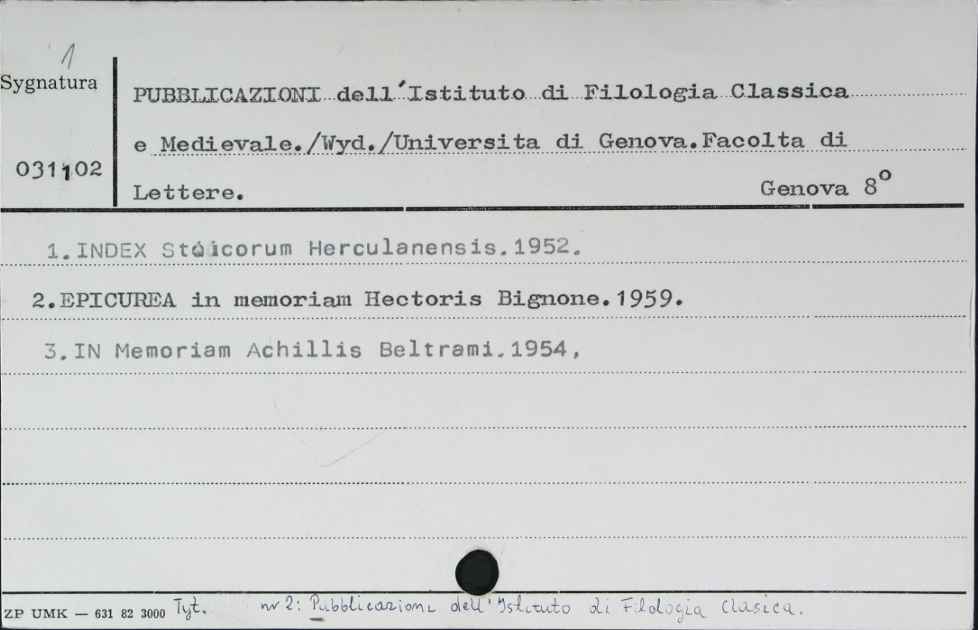 1
Sygnatura
PUBBLICAZIONI dell'Istituto di Filologia Classica
e Medievale./Wyd./Universita di Genova.Facolta di
031102
Lettere. Genova 8°
1.INDEX Stoicorum Herculanensis.1952.
2.EPICUREA in memoriam Hectoris Bignone.1959.
3.IN Memoriam Achillis Beltrami.1954,
ZP UMK — 631 82 3000 Tyt. nr 2: Pubblicazioni dell'Istituto di Filologia Clasica.